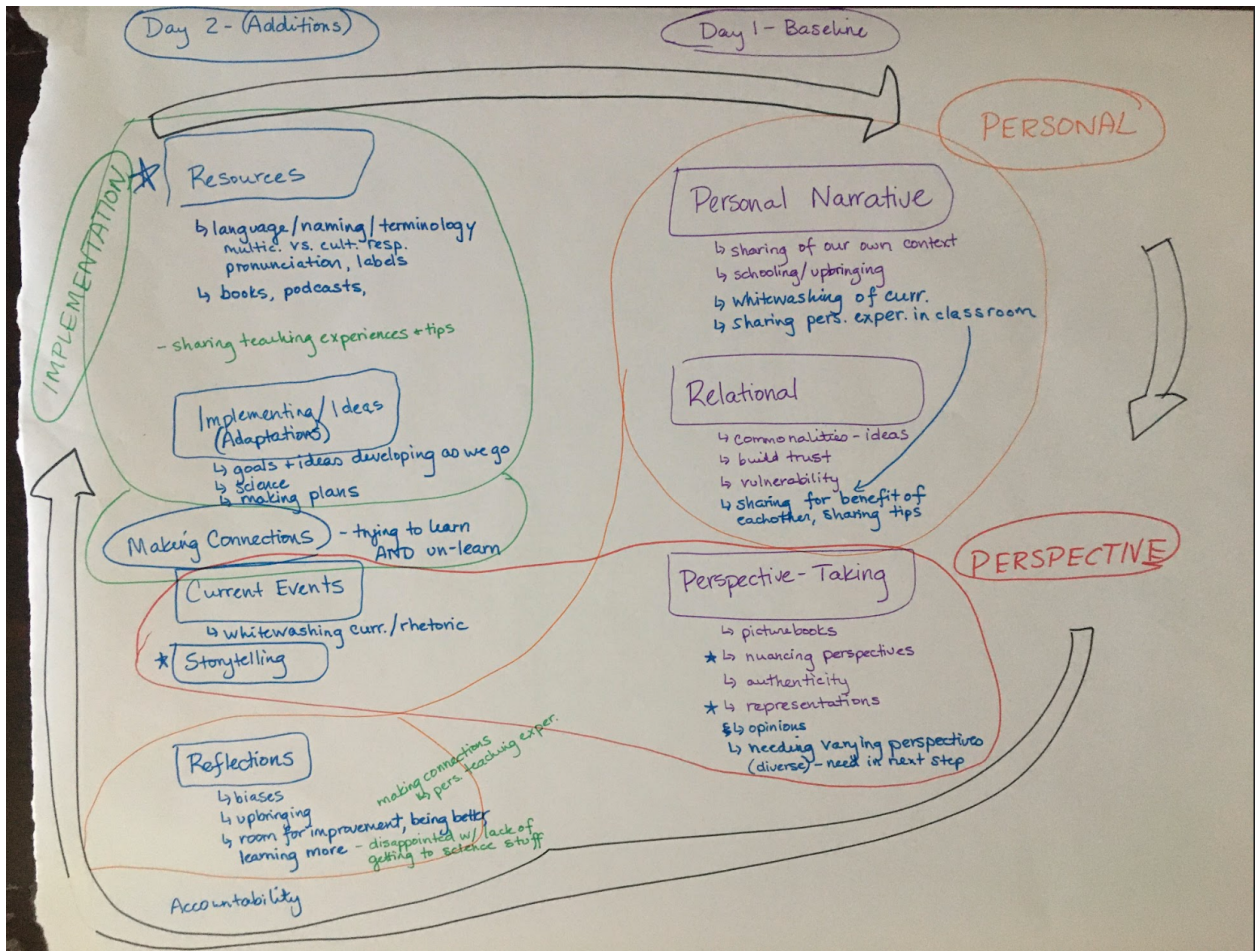 Day 2 - (Additions)
Day 1 - Baseline
PERSONAL
IMPLEMENTATION
Resources
↳ language/naming/terminology
multic. vs. cult. resp.
pronunciation, labels
↳ books, podcasts,
- sharing teaching experiences + tips
Implementing/Ideas
(Adaptations)
↳ goals + ideas developing as we go
↳ science
↳ making plans
Making Connections
- trying to learn
AND un-learn
Current Events
↳ whitewashing curr./rhetoric
Storytelling
Reflections
↳ biases
↳ upbringing
↳ room for improvement, being better,
learning more
- disappointed w/ lack of
getting to science stuff
making connections
↳ pers. teaching exper.
Accountability
Personal Narrative
↳ sharing of our own context
↳ schooling/upbringing
↳ whitewashing of curr.
↳ sharing pers. exper. in classroom
Relational
↳ commonalities - ideas
↳ build trust
↳ vulnerability
↳ sharing for benefit of
eachother, sharing tips
PERSPECTIVE
Perspective-Taking
↳ picturebooks
↳ nuancing perspectives
↳ authenticity
↳ representations
↳ opinions
↳ needing varying perspectives
(diverse) - need in next step